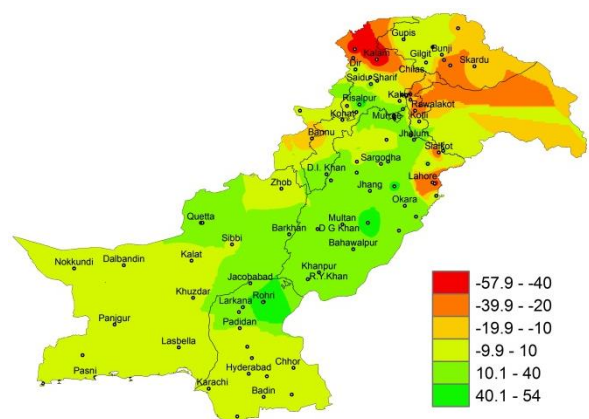 Gupis
Kalam
Gilgit
Bunji
Dir
Chilas
Skardu
Saidu Sharif
Risalpur
Kakul
Rawalakot
Kohat
Kotli
Murree
Bannu
Jhelum
Sialkot
Sargodha
D.I. Khan
Lahore
Zhob
Jhang
Okara
Quetta
Multan
Barkhan
D G Khan
Sibbi
Bahawalpur
Kalat
Nokkundi
Dalbandin
Khanpur
Jacobabad
R.Y.Khan
Khuzdar
Larkana
Rohri
Panjgur
Padidan
Lasbella
Pasni
Hyderabad
Chhor
Karachi
Badin
-57.9 - -40
-39.9 - -20
-19.9 - -10
-9.9 - 10
10.1 - 40
40.1 - 54